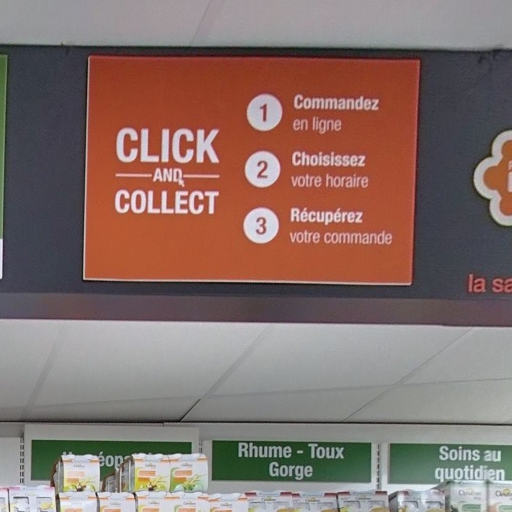 CLICK
AND
COLLECT
1 Commandez
en ligne
2 Choisissez
votre horaire
3 Récupérez
votre commande
la
Rhume - Toux
Gorge
Soins au
quotidien